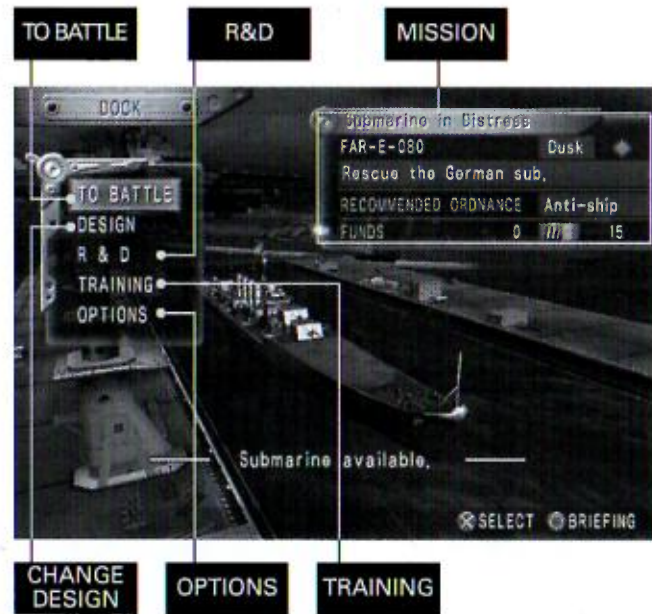 TO BATTLE
R&D
MISSION
DOCK
Submarine in Distress
FAR-E-080 Dusk
Rescue the German sub.
RECOMMENDED ORDNANCE Anti-ship
FUNDS 0 15
TO BATTLE
DESIGN
R & D
TRAINING
OPTIONS
Submarine available.
SELECT BRIEFING
CHANGE
DESIGN
OPTIONS
TRAINING